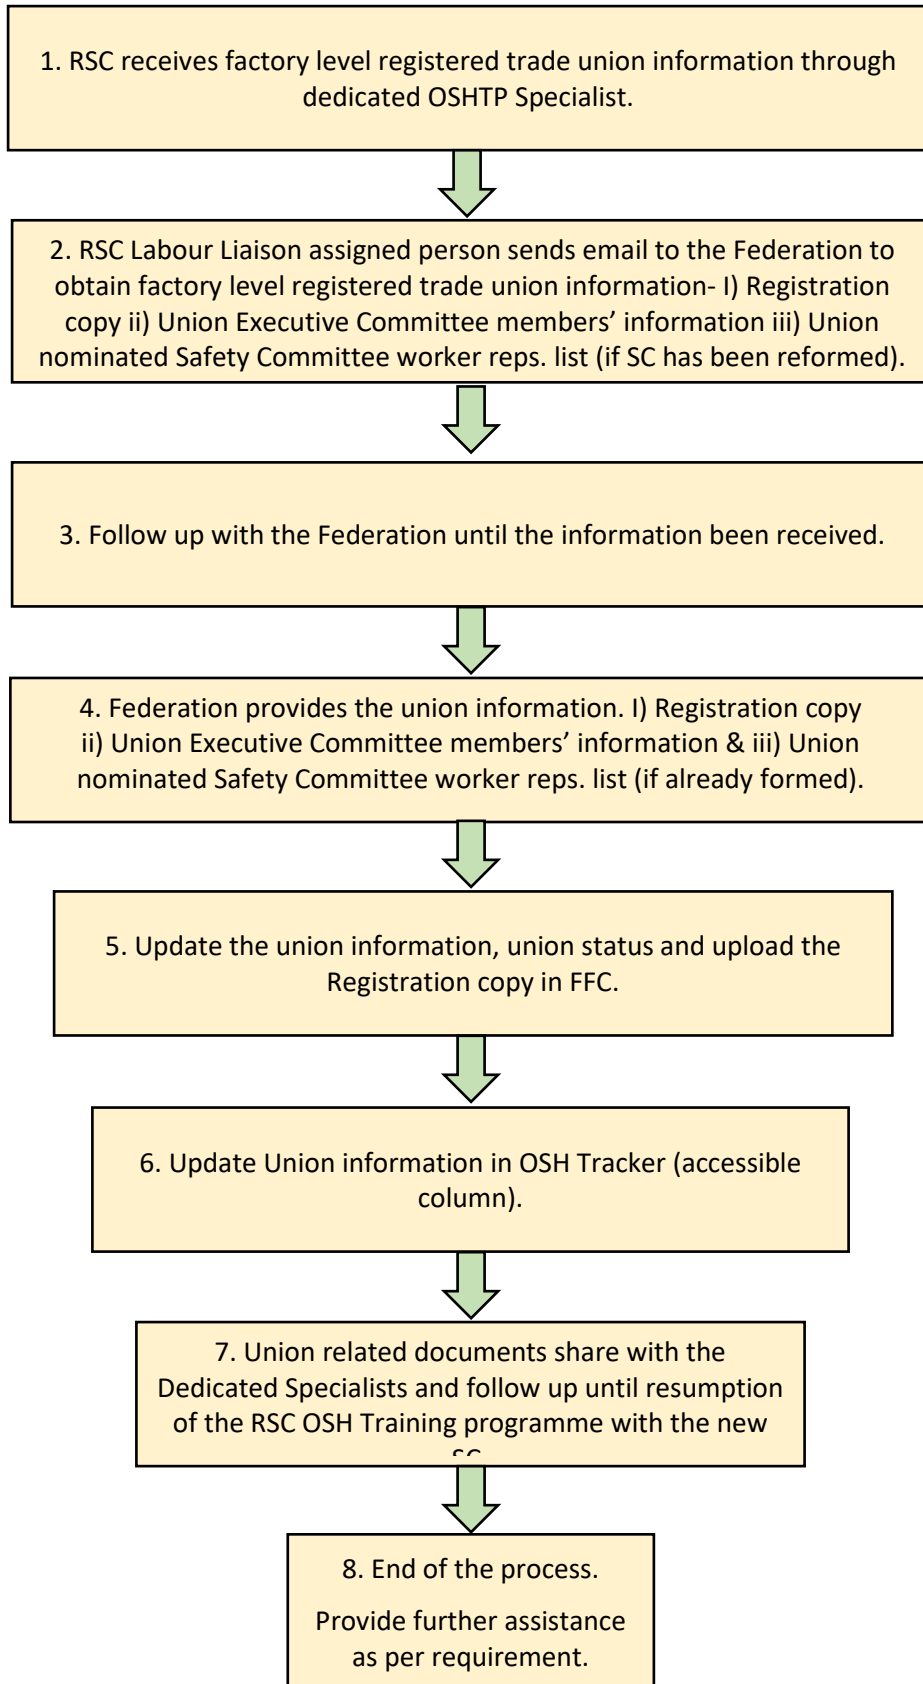 1. RSC receives factory level registered trade union information through
dedicated OSHTP Specialist.
2. RSC Labour Liaison assigned person sends email to the Federation to
obtain factory level registered trade union information- I) Registration
copy ii) Union Executive Committee members’ information iii) Union
nominated Safety Committee worker reps. list (if SC has been reformed).
3. Follow up with the Federation until the information been received.
4. Federation provides the union information. I) Registration copy
ii) Union Executive Committee members’ information & iii) Union
nominated Safety Committee worker reps. list (if already formed).
5. Update the union information, union status and upload the
Registration copy in FFC.
6. Update Union information in OSH Tracker (accessible
column).
7. Union related documents share with the
Dedicated Specialists and follow up until resumption
of the RSC OSH Training programme with the new
8. End of the process.
Provide further assistance
as per requirement.